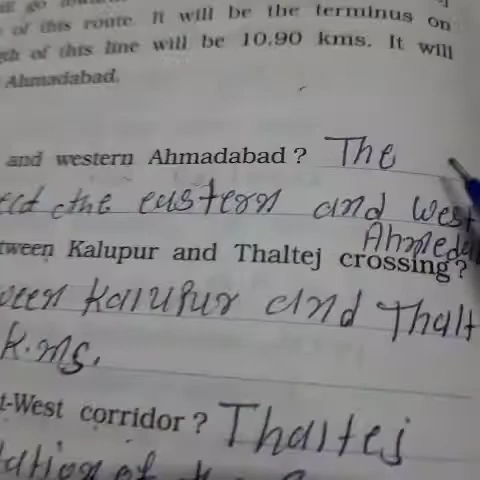 of this route. It will be the terminus on
of this line will be 10.90 kms. It will
Ahmadabad.
and western Ahmadabad ? The
the eastern and West
Ahmeda
tween Kalupur and Thaltej crossing ?
ween Kalupur and Thalt
k.ms.
t-West corridor ? Thaltej
tation of